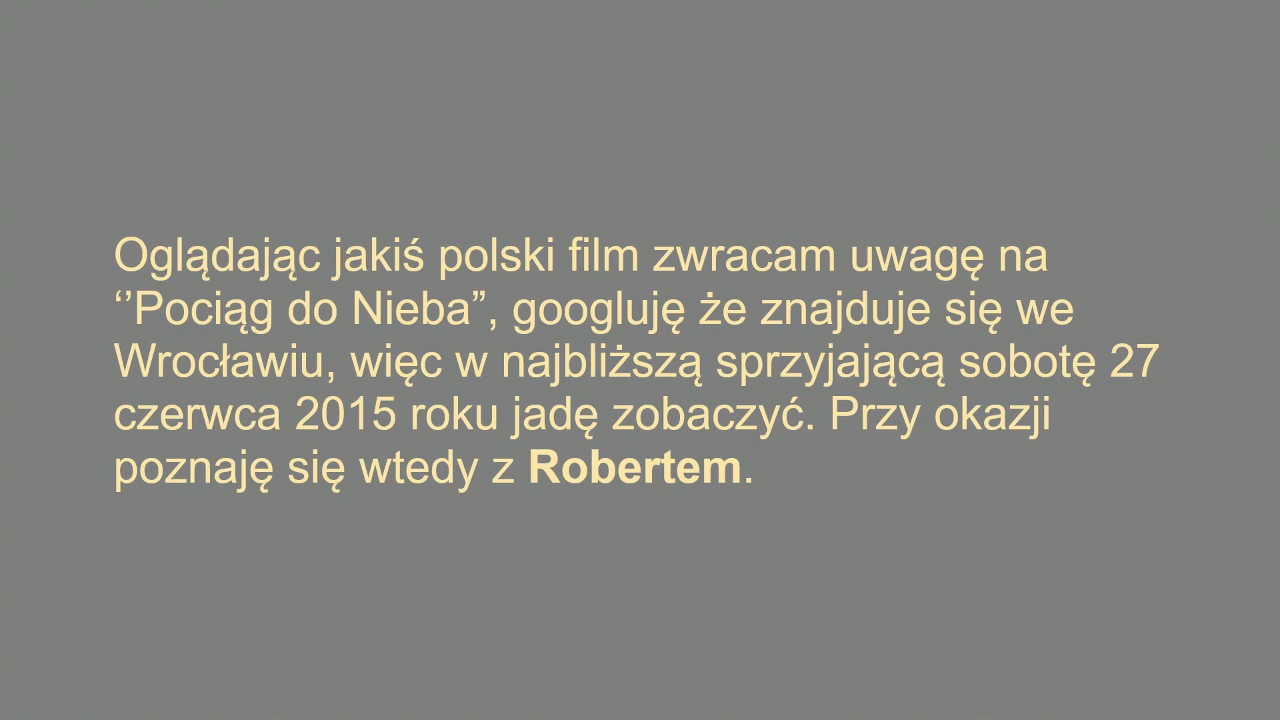 Oglądając jakiś polski film zwracam uwagę na
‘’Pociąg do Nieba”, googluję że znajduje się we
Wrocławiu, więc w najbliższą sprzyjającą sobotę 27
czerwca 2015 roku jadę zobaczyć. Przy okazji
poznaję się wtedy z Robertem.